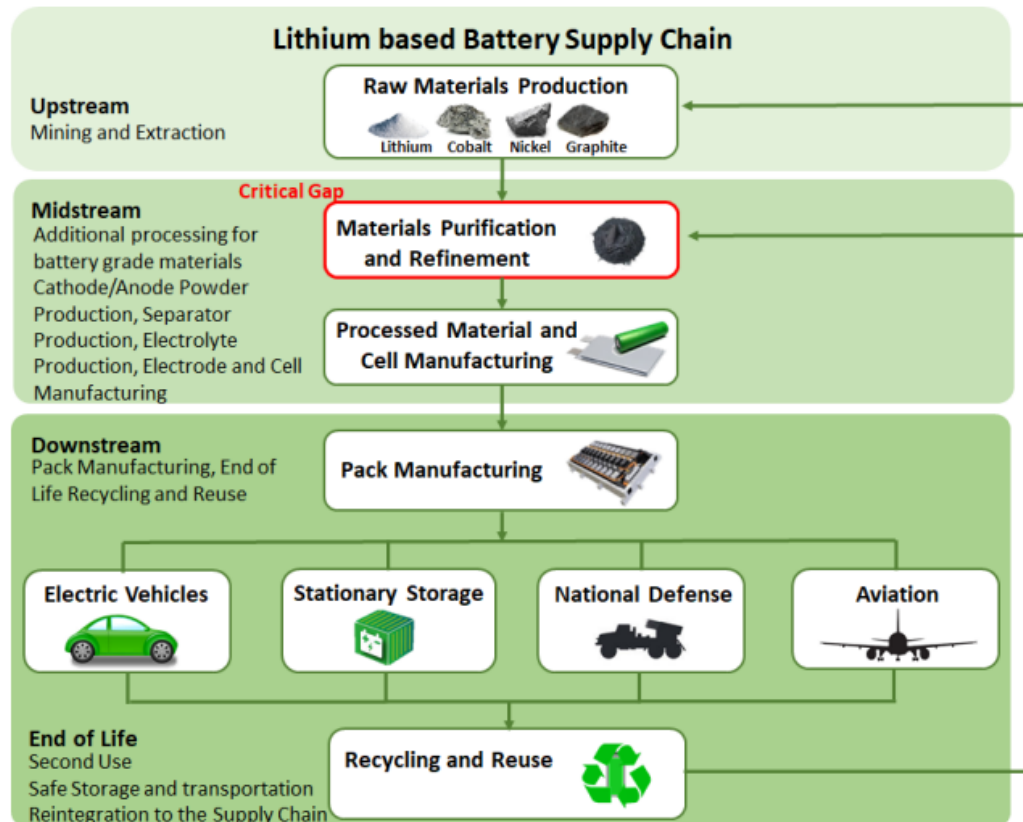 Lithium based Battery Supply Chain
Upstream
Mining and Extraction
Raw Materials Production
Lithium Cobalt Nickel Graphite
Critical Gap
Midstream
Additional processing for
battery grade materials
Cathode/Anode Powder
Production, Separator
Production, Electrolyte
Production, Electrode and Cell
Manufacturing
Materials Purification
and Refinement
Processed Material and
Cell Manufacturing
Downstream
Pack Manufacturing, End of
Life Recycling and Reuse
Pack Manufacturing
Electric Vehicles
Stationary Storage
National Defense
Aviation
End of Life
Second Use
Safe Storage and transportation
Reintegration to the Supply Chain
Recycling and Reuse